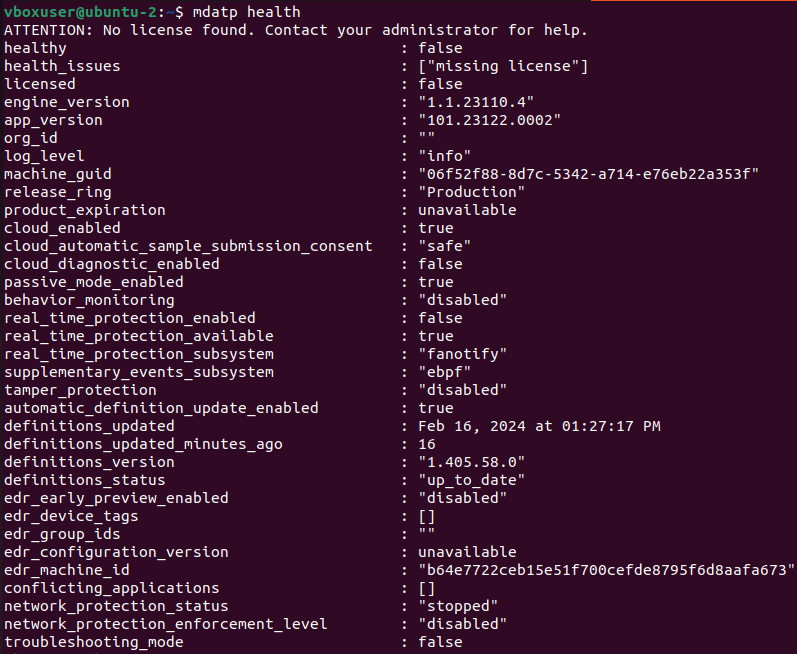 vboxuser@ubuntu-2:~$ mdatp health
ATTENTION: No license found. Contact your administrator for help.
healthy : false
health_issues : ["missing license"]
licensed : false
engine_version : "1.1.23110.4"
app_version : "101.23122.0002"
org_id : ""
log_level : "info"
machine_guid : "06f52f88-8d7c-5342-a714-e76eb22a353f"
release_ring : "Production"
product_expiration : unavailable
cloud_enabled : true
cloud_automatic_sample_submission_consent : "safe"
cloud_diagnostic_enabled : false
passive_mode_enabled : true
behavior_monitoring : "disabled"
real_time_protection_enabled : false
real_time_protection_available : true
real_time_protection_subsystem : "fanotify"
supplementary_events_subsystem : "ebpf"
tamper_protection : "disabled"
automatic_definition_update_enabled : true
definitions_updated : Feb 16, 2024 at 01:27:17 PM
definitions_updated_minutes_ago : 16
definitions_version : "1.405.58.0"
definitions_status : "up_to_date"
edr_early_preview_enabled : "disabled"
edr_device_tags : []
edr_group_ids : ""
edr_configuration_version : unavailable
edr_machine_id : "b64e7722ceb15e51f700cefde8795f6d8aafa673"
conflicting_applications : []
network_protection_status : "stopped"
network_protection_enforcement_level : "disabled"
troubleshooting_mode : false